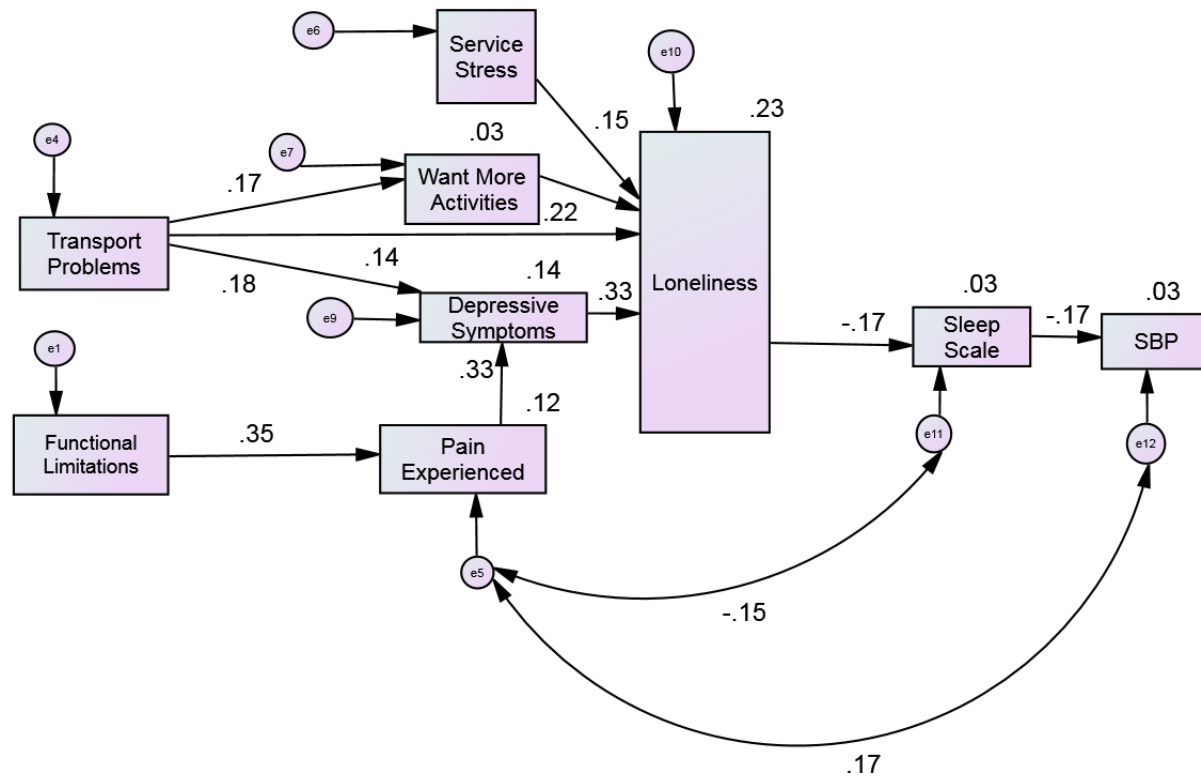 e6
Service
Stress
e10
.23
.15
e4
e7
.03
.17
Want More
Activities
.22
Transport
Problems
.14
.18
.14
e9
Depressive
Symptoms
.33
Loneliness
-.17
.03
Sleep
Scale
-.17
.03
SBP
e1
.33
.12
Functional
Limitations
.35
Pain
Experienced
e11
e12
e5
-.15
.17